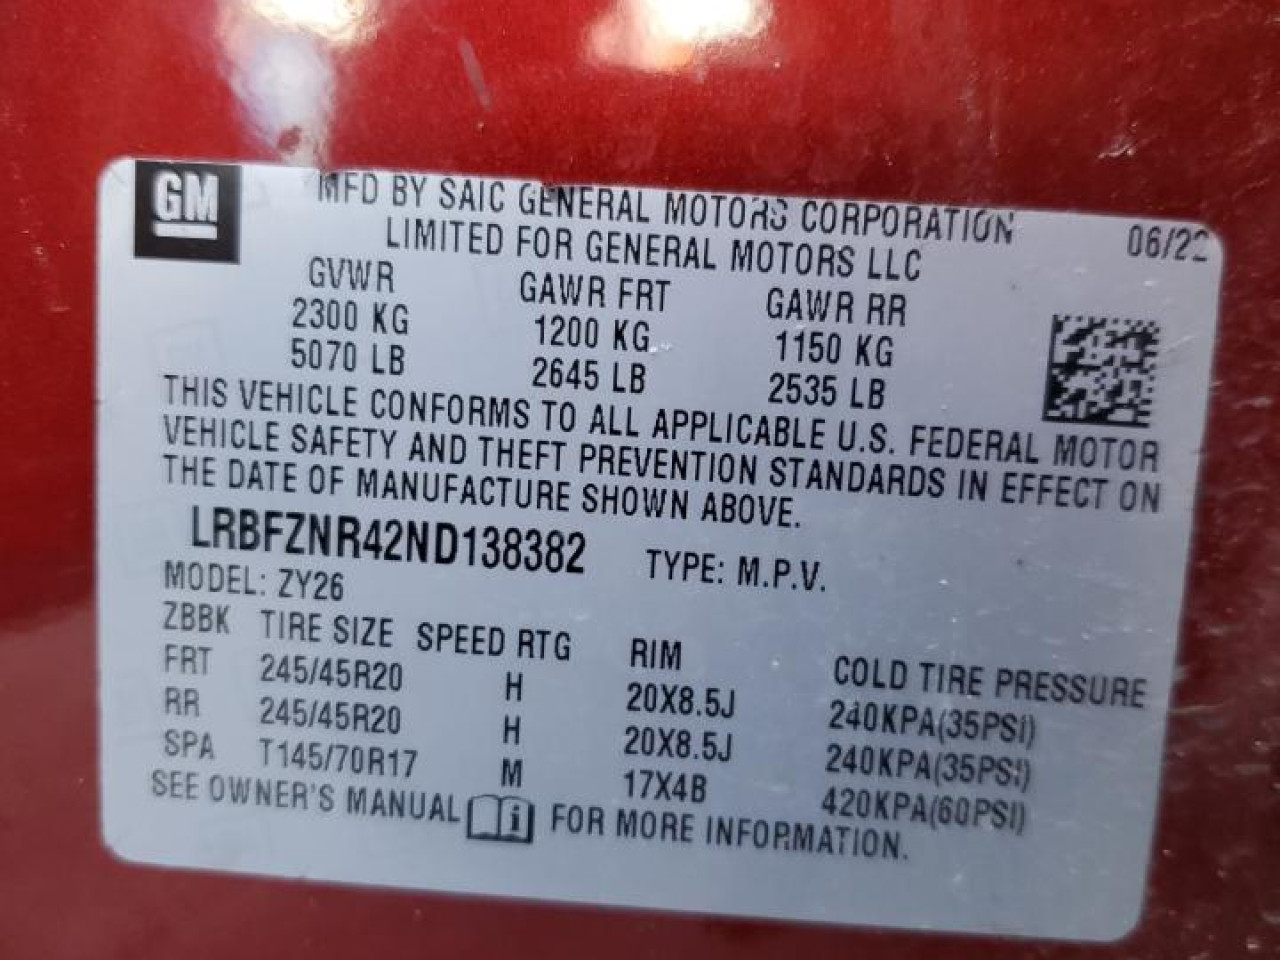 GM
MFD BY SAIC GENERAL MOTORS CORPORATION
LIMITED FOR GENERAL MOTORS LLC
06/22
GVWR GAWR FRT GAWR RR
2300 KG 1200 KG 1150 KG
5070 LB 2645 LB 2535 LB
THIS VEHICLE CONFORMS TO ALL APPLICABLE U.S. FEDERAL MOTOR
VEHICLE SAFETY AND THEFT PREVENTION STANDARDS IN EFFECT ON
THE DATE OF MANUFACTURE SHOWN ABOVE.
LRBFZNR42ND138382 TYPE: M.P.V.
MODEL: ZY26
ZBBK TIRE SIZE SPEED RTG RIM COLD TIRE PRESSURE
FRT 245/45R20 H 20X8.5J 240KPA(35PSI)
RR 245/45R20 H 20X8.5J 240KPA(35PSI)
SPA T145/70R17 M 17X4B 420KPA(60PSI)
SEE OWNER'S MANUAL i FOR MORE INFORMATION.